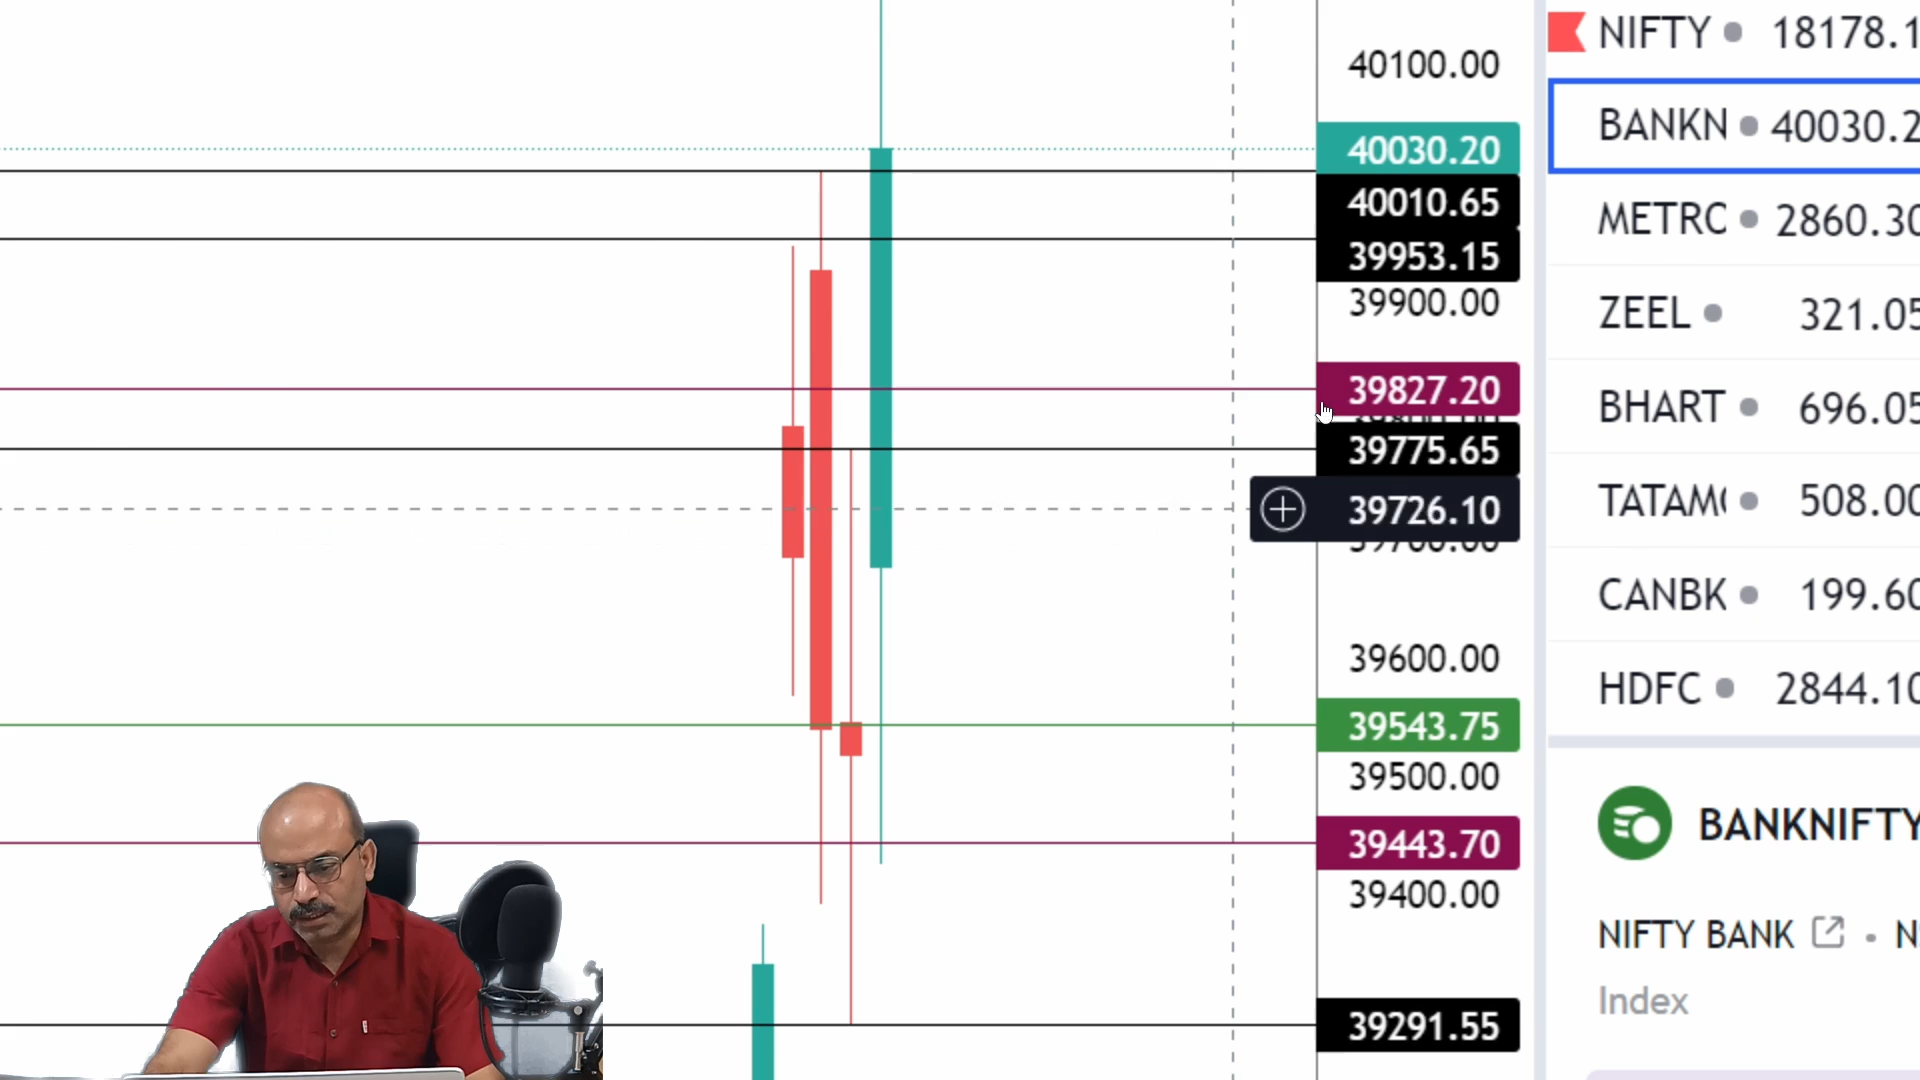 40100.00
40030.20
40010.65
39953.15
39900.00
39827.20
39775.65
39726.10
39600.00
39543.75
39500.00
39443.70
39400.00
39291.55
NIFTY 18178.1
BANKN 40030.2
METRO 2860.30
ZEEL 321.05
BHART 696.05
TATAM 508.00
CANBK 199.60
HDFC 2844.10
BANKNIFTY
NIFTY BANK
Index